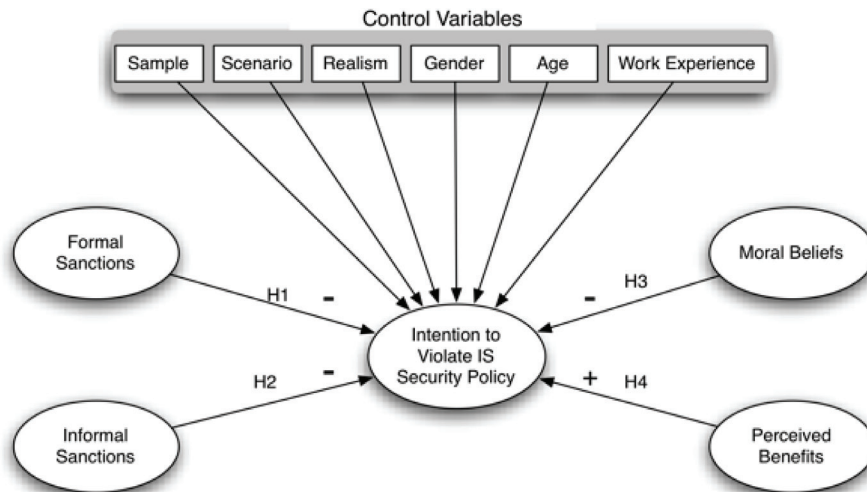 Control Variables
Sample
Scenario
Realism
Gender
Age
Work Experience
Formal
Sanctions
Moral Beliefs
H1
-
-
H3
Intention to
Violate IS
Security Policy
H2
-
+
H4
Informal
Sanctions
Perceived
Benefits